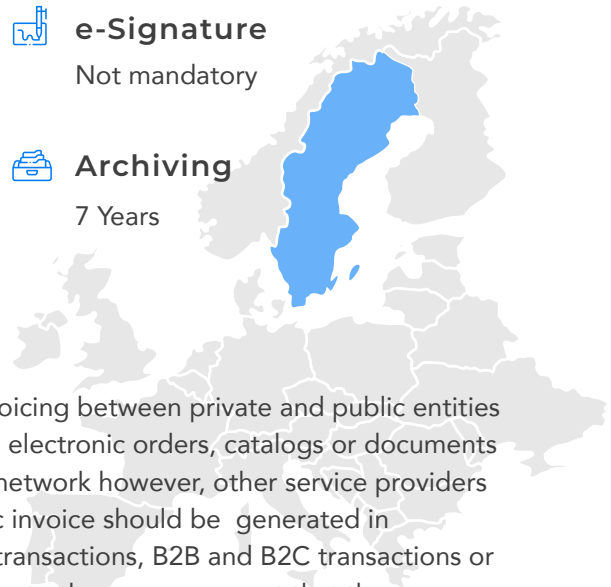 e-Signature
Not mandatory
Archiving
7 Years
oicing between private and public entities
electronic orders, catalogs or documents
network however, other service providers
c invoice should be generated in
transactions, B2B and B2C transactions or